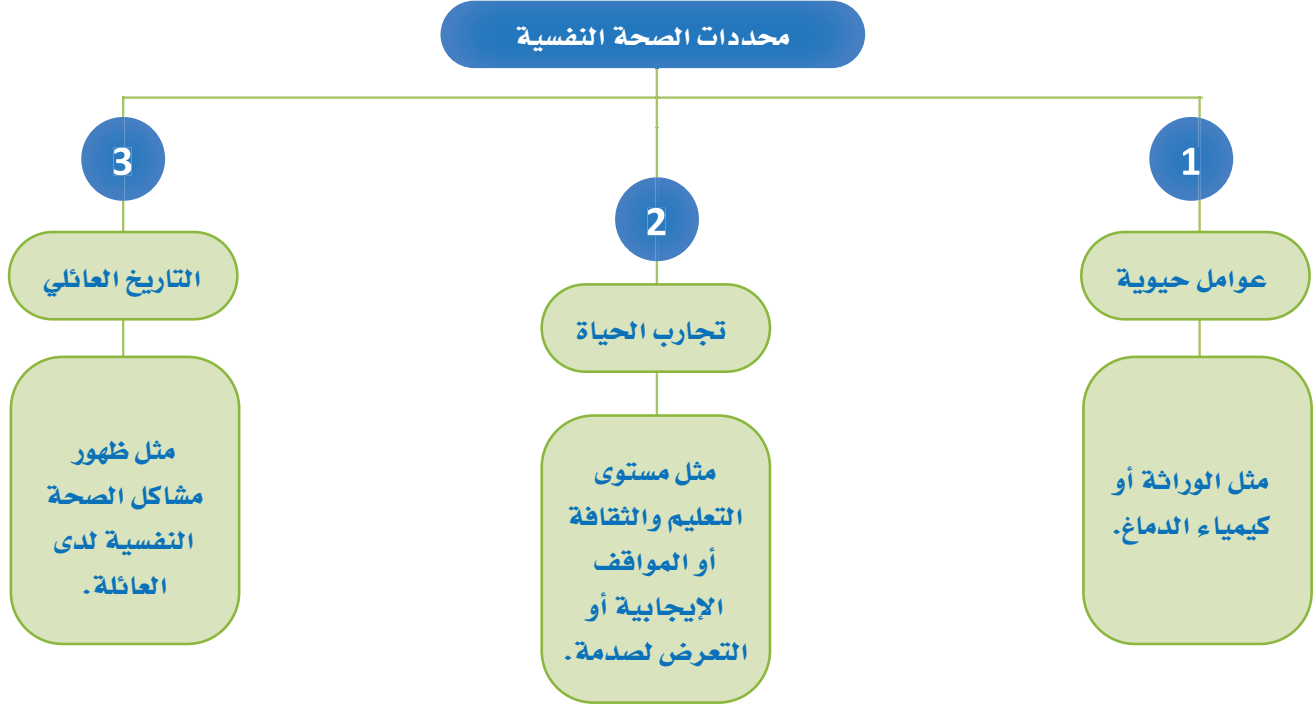 محددات الصحة النفسية
1
عوامل حيوية
مثل الوراثة أو
كيمياء الدماغ.
2
تجارب الحياة
مثل مستوى
التعليم والثقافة
أو المواقف
الإيجابية أو
التعرض لصدمة.
3
التاريخ العائلي
مثل ظهور
مشاكل الصحة
النفسية لدى
العائلة.